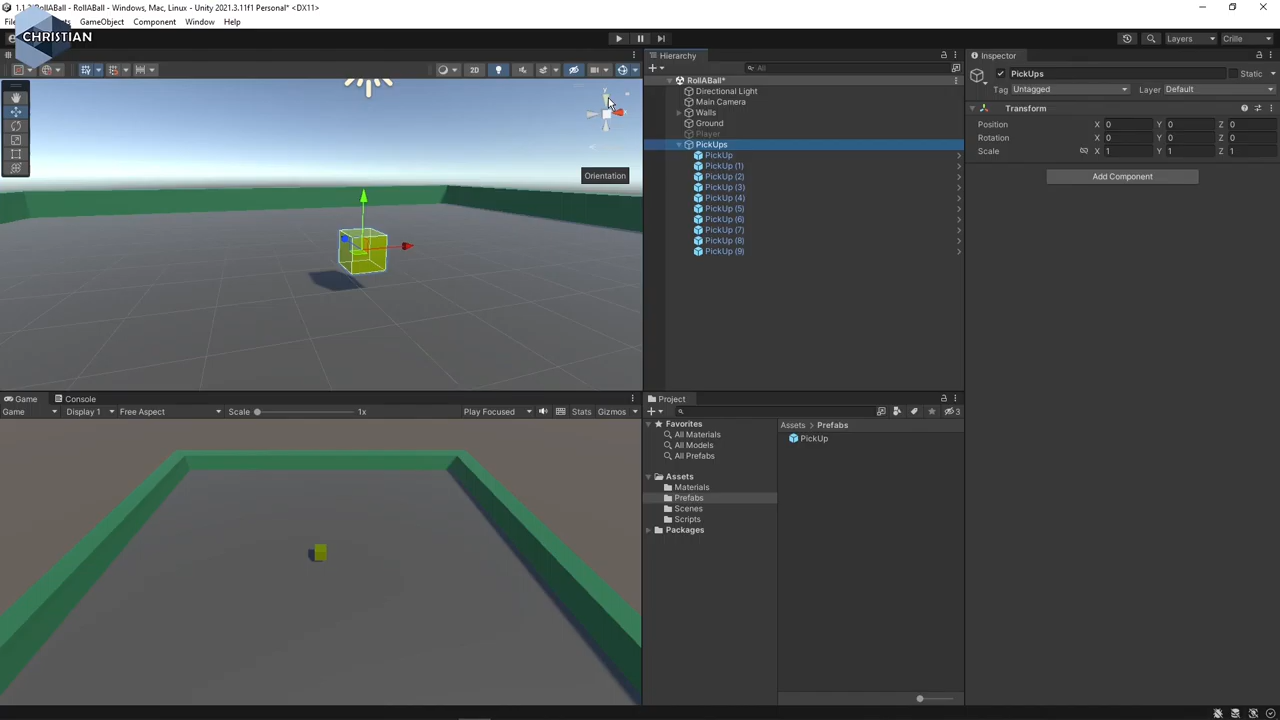 1.1.2 RollABall - RollABall - Windows, Mac, Linux - Unity 2021.3.11f1 Personal* <DX11>
CHRISTIAN
GameObject Component Window Help
Layers Crille
Hierarchy
All
2D
RollABall*
Directional Light
Main Camera
Walls
Ground
Player
PickUps
PickUp
PickUp (1)
PickUp (2)
PickUp (3)
PickUp (4)
PickUp (5)
PickUp (6)
PickUp (7)
PickUp (8)
PickUp (9)
Orientation
Inspector
PickUps Static
Tag Untagged Layer Default
Transform
Position X 0 Y 0 Z 0
Rotation X 0 Y 0 Z 0
Scale X 1 Y 1 Z 1
Add Component
Game Console
Game Display 1 Free Aspect Scale 1x Play Focused Stats Gizmos
Project
3
Favorites
All Materials
All Models
All Prefabs
Assets
Materials
Prefabs
Scenes
Scripts
Packages
Assets > Prefabs
PickUp